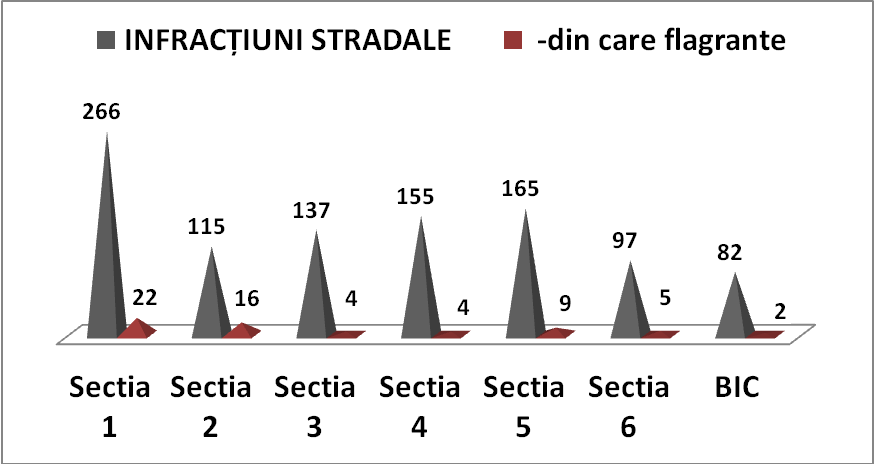 INFRACȚIUNI STRADALE -din care flagrante
266 22
115 16
137 4
155 4
165 9
97 5
82 2
Sectia 1
Sectia 2
Sectia 3
Sectia 4
Sectia 5
Sectia 6
BIC